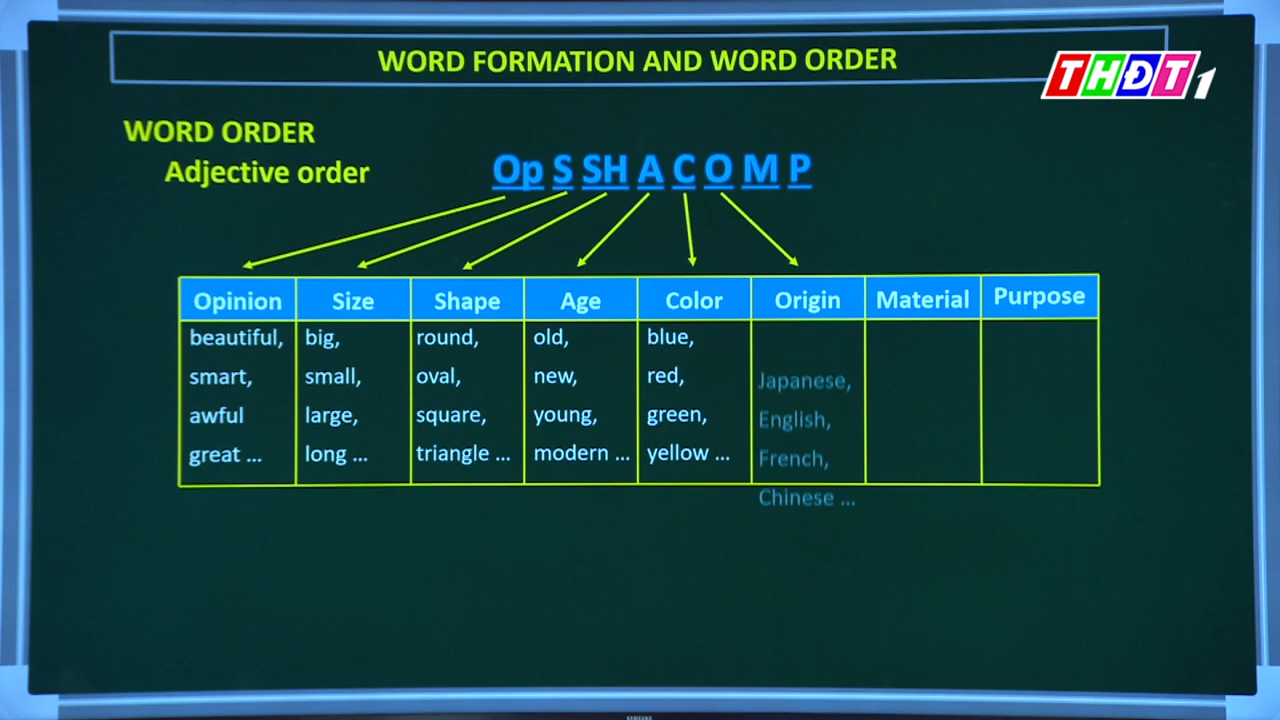 WORD FORMATION AND WORD ORDER
THĐT1
WORD ORDER
Adjective order
Op S SH A C O M P
Opinion Size Shape Age Color Origin Material Purpose
beautiful, big, round, old, blue,
smart, small, oval, new, red, Japanese,
awful large, square, young, green, English,
great ... long ... triangle ... modern ... yellow ... French,
Chinese ...